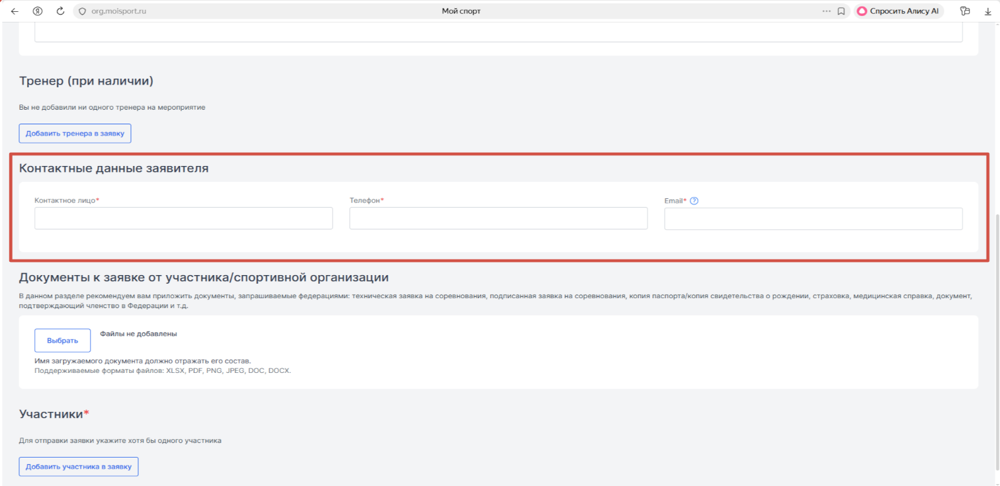 org.moisport.ru
Мой спорт
Спросить Алису AI
Тренер (при наличии)
Вы не добавили ни одного тренера на мероприятие
Добавить тренера в заявку
Контактные данные заявителя
Контактное лицо* Телефон* Email* ?
Документы к заявке от участника/спортивной организации
В данном разделе рекомендуем вам приложить документы, запрашиваемые федерациями: техническая заявка на соревнования, подписанная заявка на соревнования, копия паспорта/копия свидетельства о рождении, страховка, медицинская справка, документ,
подтверждающий членство в Федерации и т.д.
Выбрать Файлы не добавлены
Имя загружаемого документа должно отражать его состав.
Поддерживаемые форматы файлов: XLSX, PDF, PNG, JPEG, DOC, DOCX.
Участники*
Для отправки заявки укажите хотя бы одного участника
Добавить участника в заявку